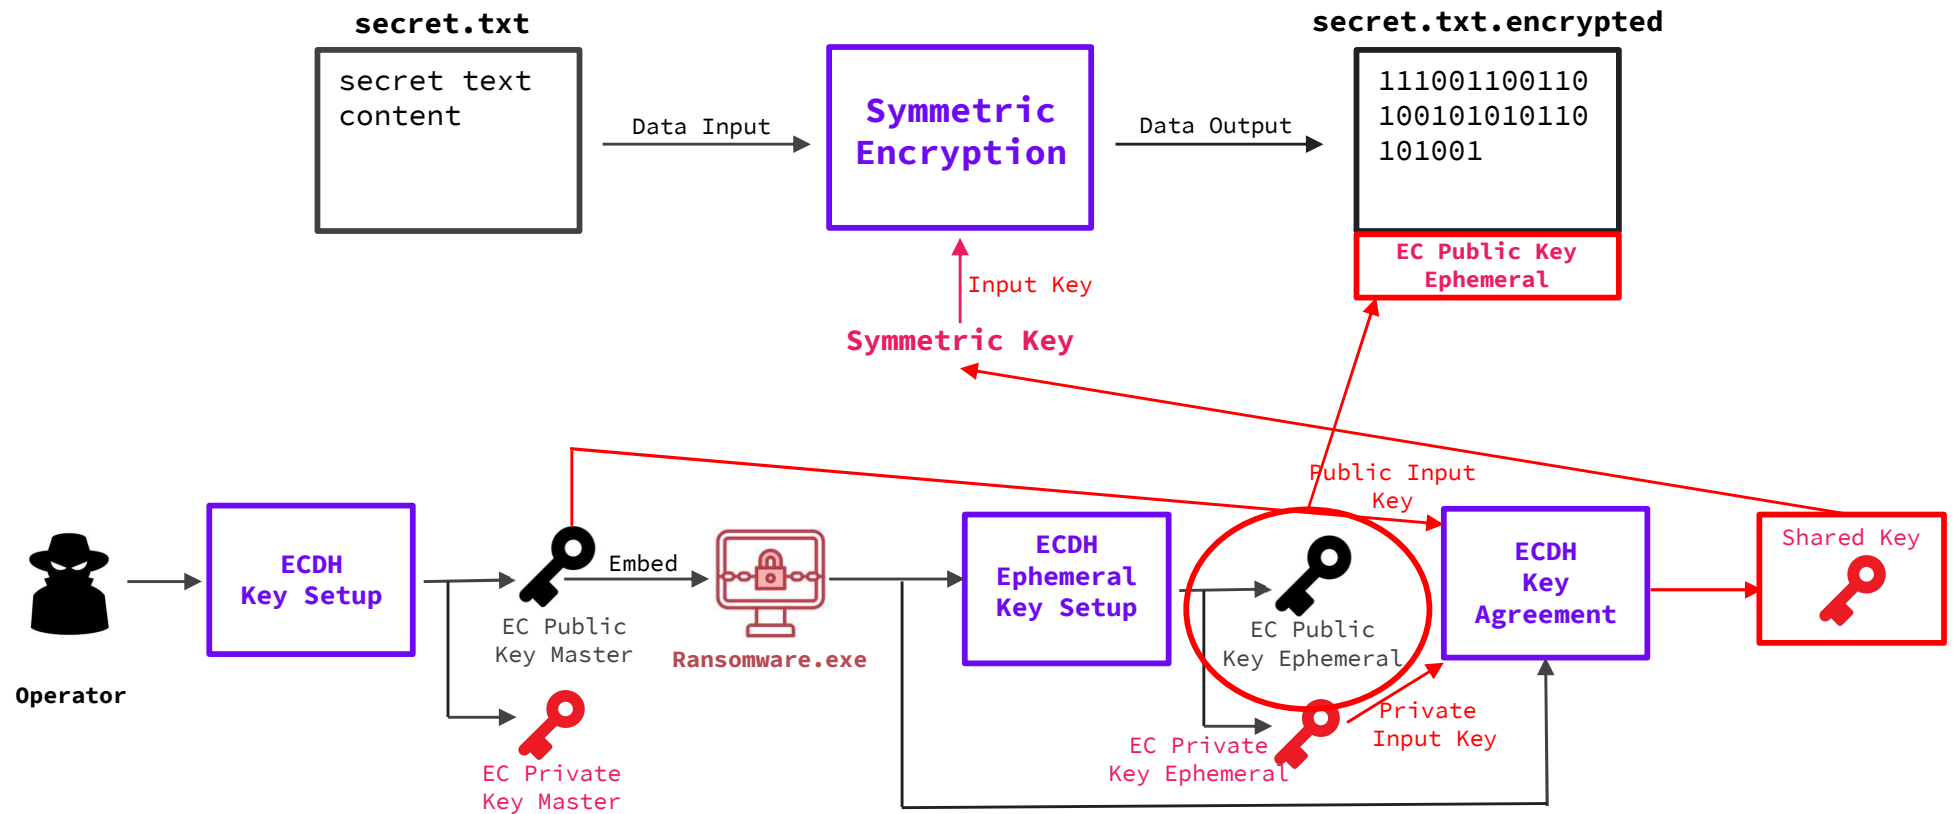 secret.txt
secret text
content
Data Input
Symmetric
Encryption
Data Output
secret.txt.encrypted
111001100110
100101010110
101001
EC Public Key
Ephemeral
Input Key
Symmetric Key
Public Input
Key
Operator
ECDH
Key Setup
EC Public
Key Master
EC Private
Key Master
Embed
Ransomware.exe
ECDH
Ephemeral
Key Setup
EC Public
Key Ephemeral
EC Private
Key Ephemeral
Private
Input Key
ECDH
Key
Agreement
Shared Key